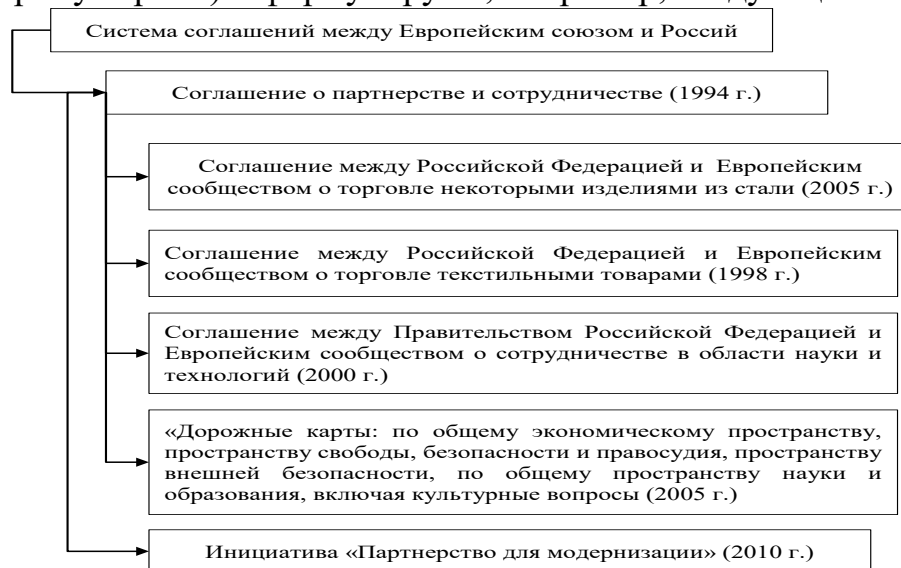 Система соглашений между Европейским союзом и Россий
Соглашение о партнерстве и сотрудничестве (1994 г.)
Соглашение между Российской Федерацией и Европейским
сообществом о торговле некоторыми изделиями из стали (2005 г.)
Соглашение между Российской Федерацией и Европейским
сообществом о торговле текстильными товарами (1998 г.)
Соглашение между Правительством Российской Федерацией и
Европейским сообществом о сотрудничестве в области науки и
технологий (2000 г.)
«Дорожные карты: по общему экономическому пространству,
пространству свободы, безопасности и правосудия, пространству
внешней безопасности, по общему пространству науки и
образования, включая культурные вопросы (2005 г.)
Инициатива «Партнерство для модернизации» (2010 г.)